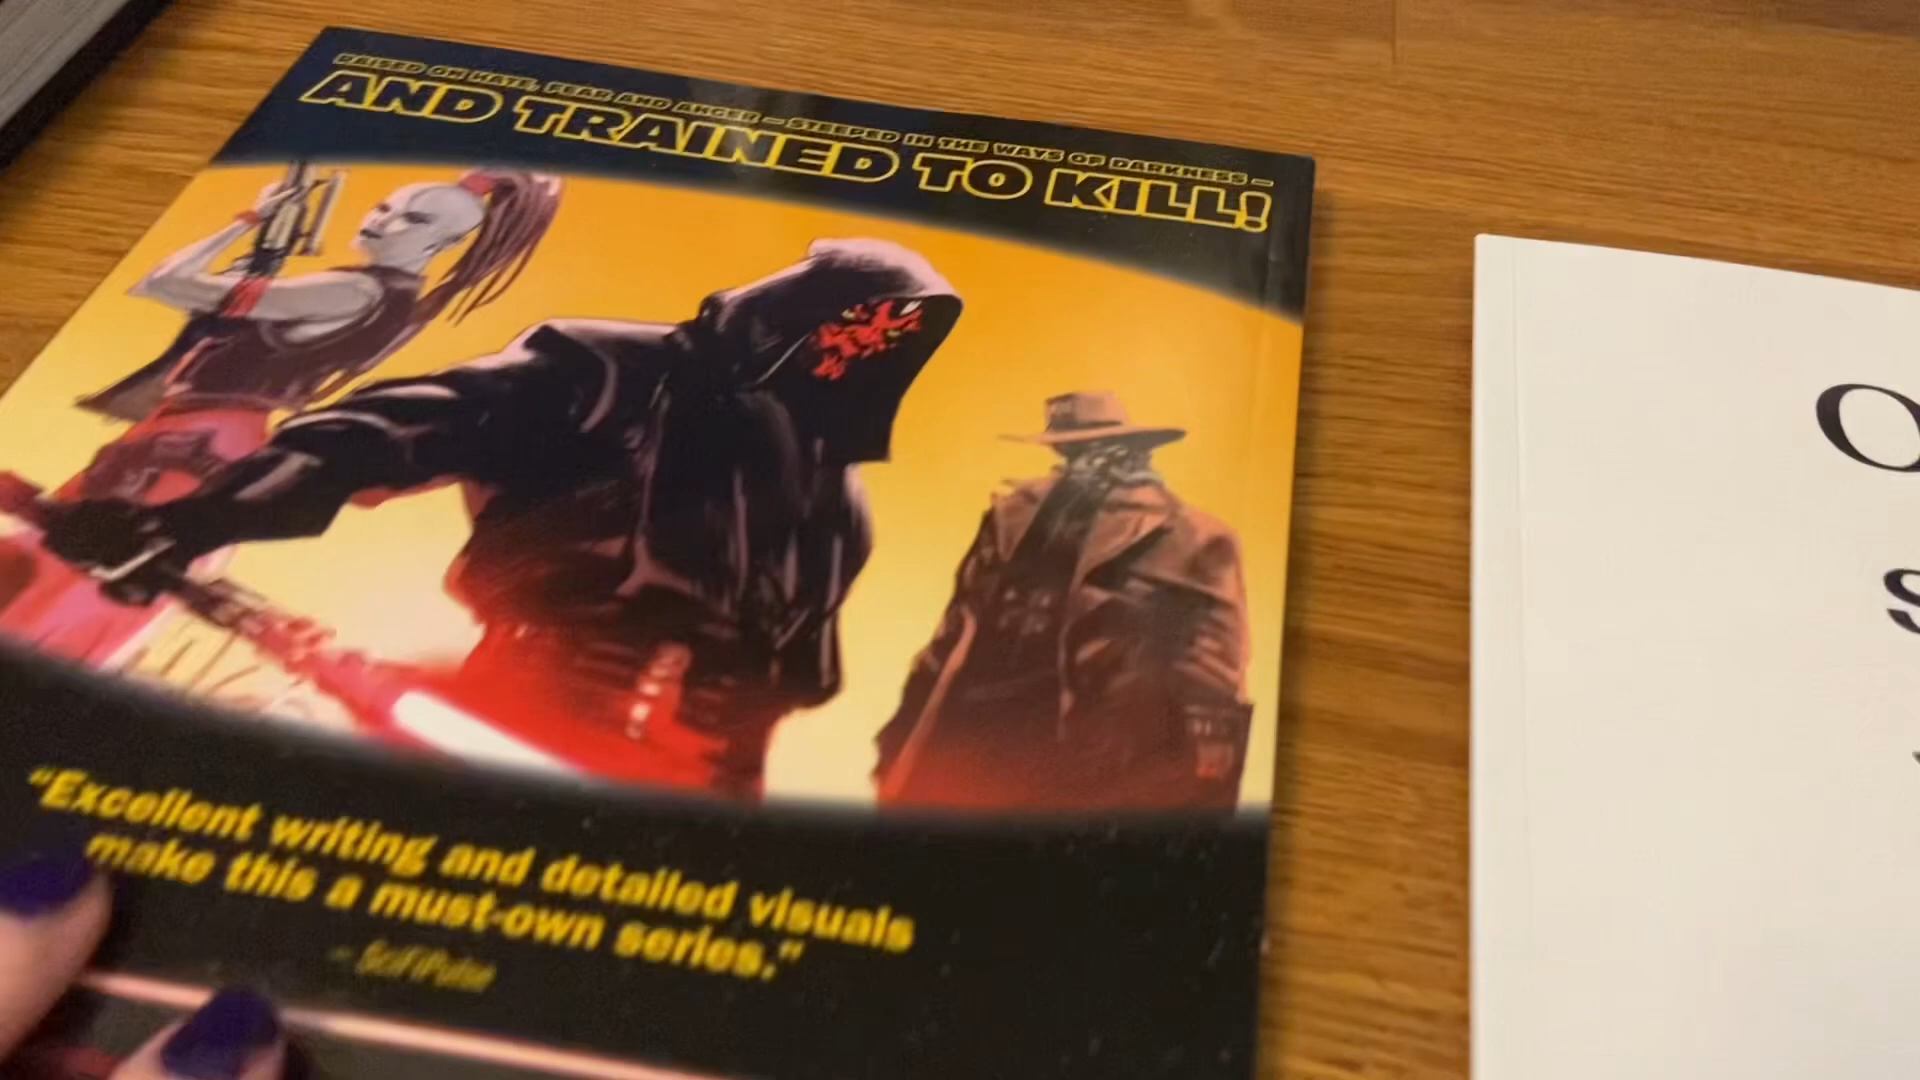 RAISED ON HATE, FEAR AND ANGER – STEEPED IN THE WAYS OF DARKNESS –
AND TRAINED TO KILL!
“Excellent writing and detailed visuals
make this a must-own series.”
– SciFiPulse
O
s